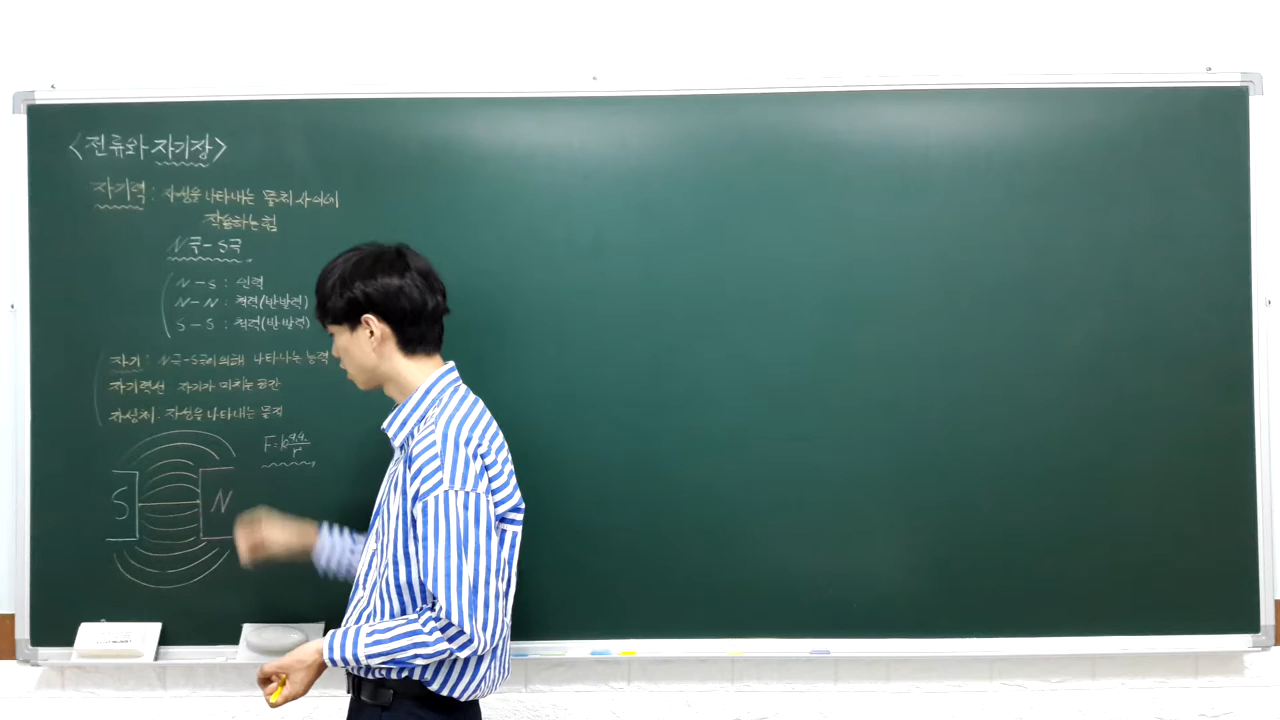 <전류와 자기장>
자기력 : 자성을 나타내는 물체 사이에
작용하는 힘
N극 - S극
N - S : 인력
N - N : 척력(반발력)
S - S : 척력(반발력)
자기 : N극-S극에 의해 나타나는 능력
자기력선 자기가 미치는 공간
자성체. 자성을 나타내는 물체
F=k q₁q₂/r
S N